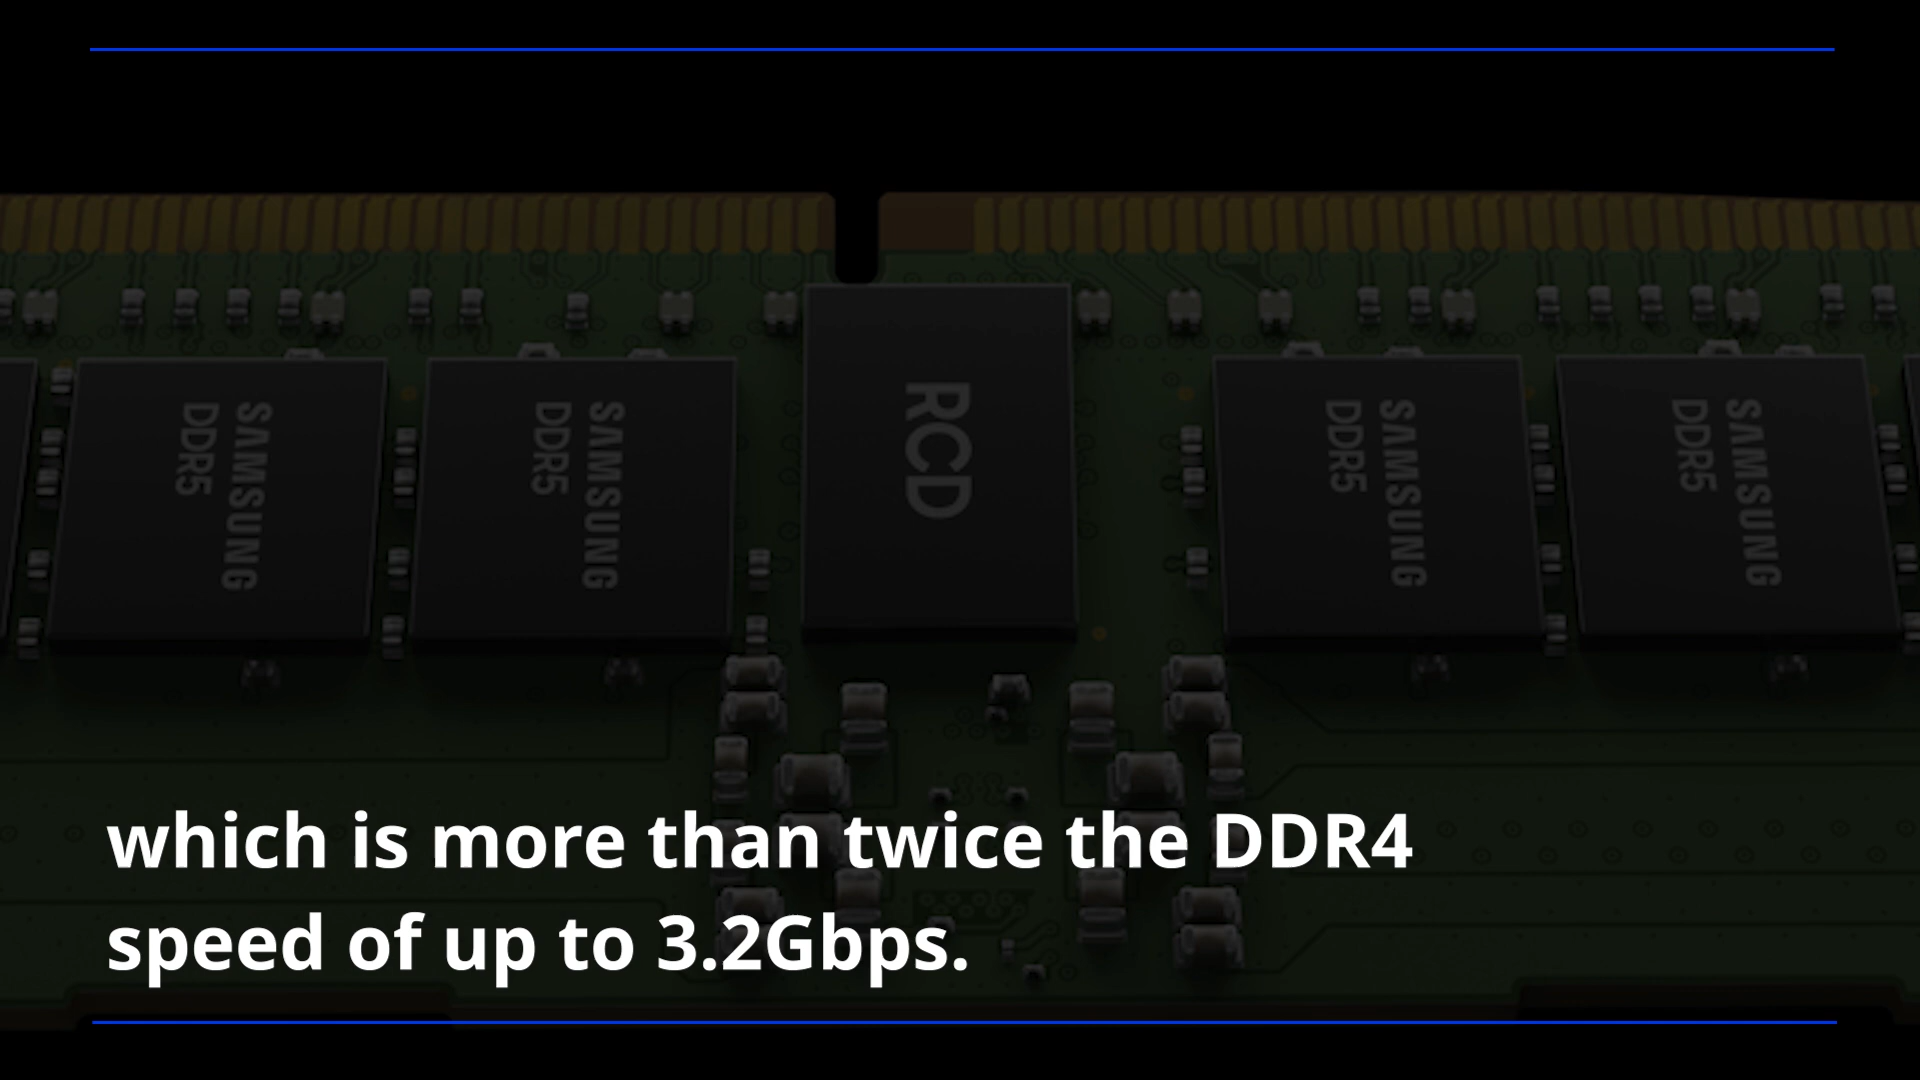 SAMSUNG
DDR5
SAMSUNG
DDR5
RCD
SAMSUNG
DDR5
SAMSUNG
DDR5
which is more than twice the DDR4
speed of up to 3.2Gbps.